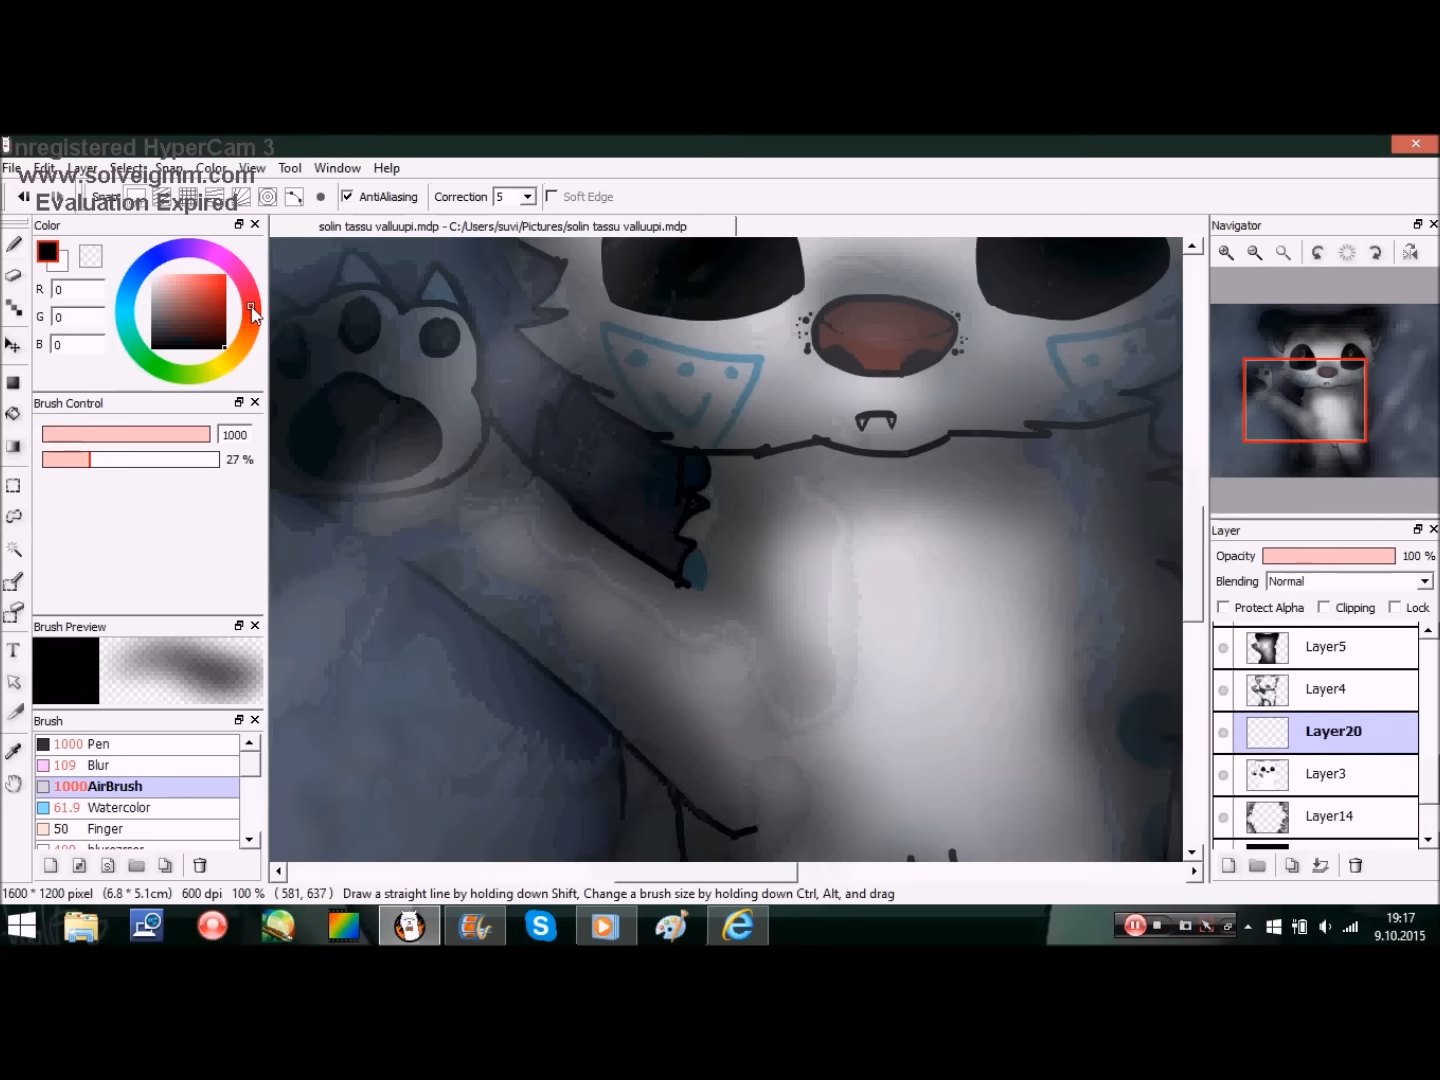 Unregistered HyperCam 3
www.solveigmm.com
Evaluation Expired
File Edit Layer Select Snap Color View Tool Window Help
Snap AntiAliasing Correction 5 Soft Edge
Color
solin tassu valluupi.mdp - C:/Users/suvi/Pictures/solin tassu valluupi.mdp
Navigator
R 0
G 0
B 0
Brush Control
1000
27 %
Brush Preview
Brush
1000 Pen
109 Blur
1000 AirBrush
61.9 Watercolor
50 Finger
Layer
Opacity 100 %
Blending Normal
Protect Alpha Clipping Lock
Layer5
Layer4
Layer20
Layer3
Layer14
1600 * 1200 pixel (6.8 * 5.1cm) 600 dpi 100 % ( 581, 637 ) Draw a straight line by holding down Shift, Change a brush size by holding down Ctrl, Alt, and drag
19:17
9.10.2015